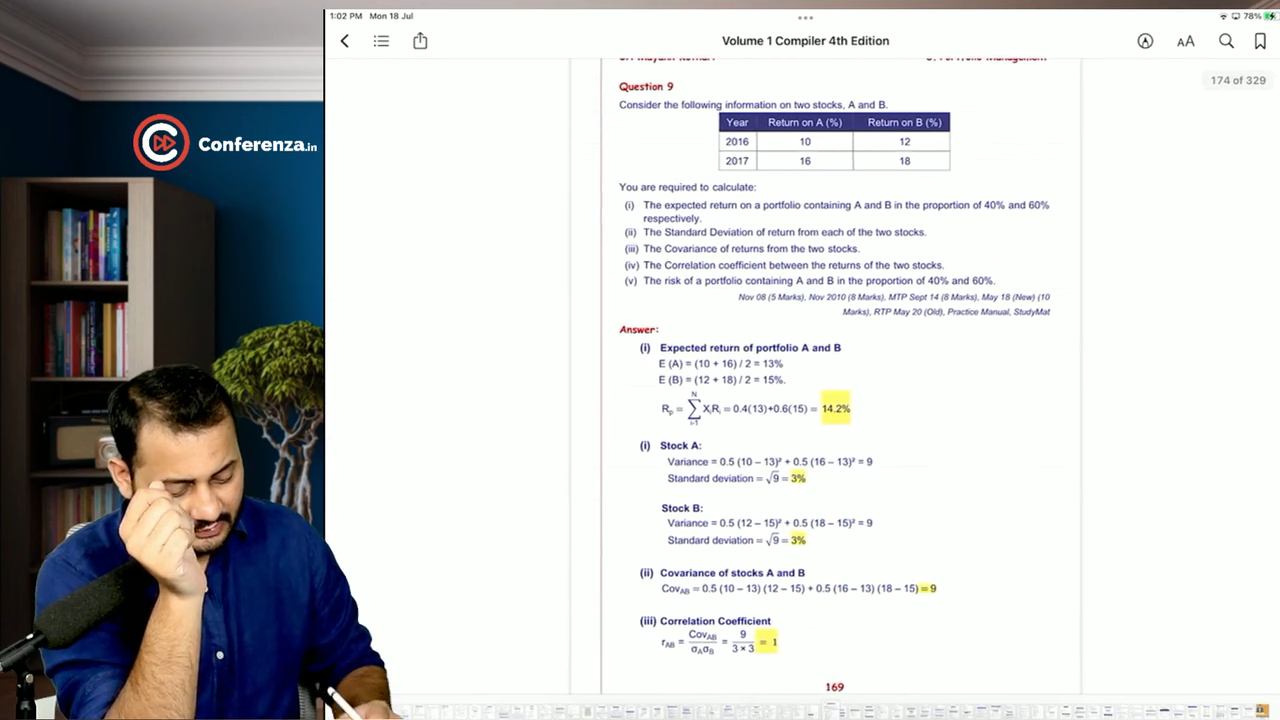 1:02 PM Mon 18 Jul
78%
Volume 1 Compiler 4th Edition
174 of 329
Conferenza.in
Question 9
Consider the following information on two stocks, A and B.
Year Return on A (%) Return on B (%)
2016 10 12
2017 16 18
You are required to calculate:
(i) The expected return on a portfolio containing A and B in the proportion of 40% and 60%
respectively.
(ii) The Standard Deviation of return from each of the two stocks.
(iii) The Covariance of returns from the two stocks.
(iv) The Correlation coefficient between the returns of the two stocks.
(v) The risk of a portfolio containing A and B in the proportion of 40% and 60%.
Nov 08 (5 Marks), Nov 2010 (8 Marks), MTP Sept 14 (8 Marks), May 18 (New) (10
Marks), RTP May 20 (Old), Practice Manual, StudyMat
Answer:
(i) Expected return of portfolio A and B
E (A) = (10 + 16) / 2 = 13%
E (B) = (12 + 18) / 2 = 15%.
Rp = N∑i-1 XiRi = 0.4(13)+0.6(15) = 14.2%
(i) Stock A:
Variance = 0.5 (10 – 13)² + 0.5 (16 – 13)² = 9
Standard deviation = √9 = 3%
Stock B:
Variance = 0.5 (12 – 15)² + 0.5 (18 – 15)² = 9
Standard deviation = √9 = 3%
(ii) Covariance of stocks A and B
CovAB = 0.5 (10 – 13) (12 – 15) + 0.5 (16 – 13) (18 – 15) = 9
(iii) Correlation Coefficient
rAB = CovAB / σAσB = 9 / 3 × 3 = 1
169